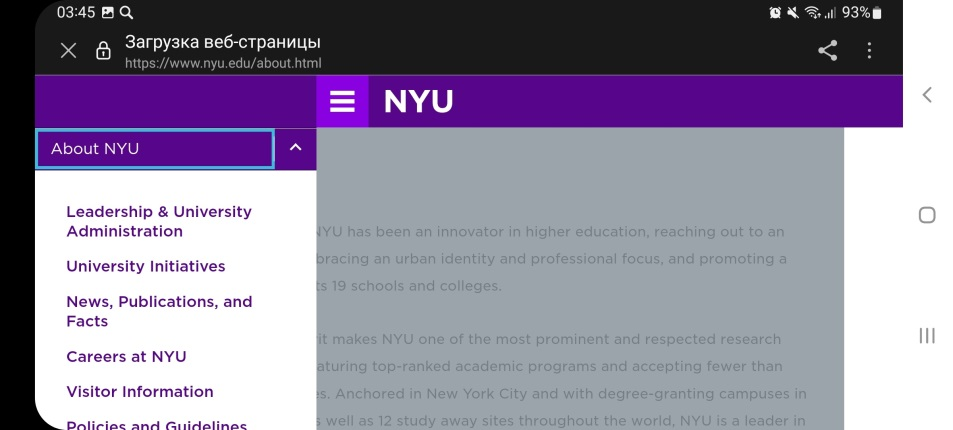 03:45
93%
Загрузка веб-страницы
https://www.nyu.edu/about.html
NYU
About NYU
Leadership & University
Administration
University Initiatives
News, Publications, and
Facts
Careers at NYU
Visitor Information
Policies and Guidelines
NYU has been an innovator in higher education, reaching out to an
bracing an urban identity and professional focus, and promoting a
ts 19 schools and colleges.
it makes NYU one of the most prominent and respected research
aturing top-ranked academic programs and accepting fewer than
es. Anchored in New York City and with degree-granting campuses in
s well as 12 study away sites throughout the world, NYU is a leader in